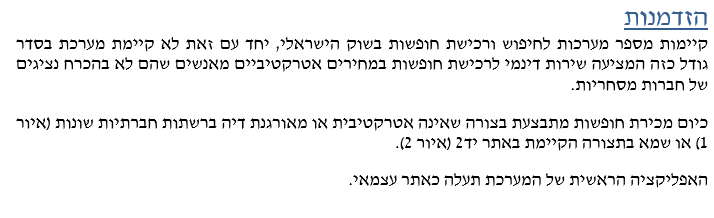 הזדמנות
קיימות מספר מערכות לחיפוש ורכישת חופשות בשוק הישראלי, יחד עם זאת לא קיימת מערכת בסדר
גודל כזה המציעה שירות דינמי לרכישת חופשות במחירים אטרקטיביים מאנשים שהם לא בהכרח נציגים
של חברות מסחריות.
כיום מכירת חופשות מתבצעת בצורה שאינה אטרקטיבית או מאורגנת דיה ברשתות חברתיות שונות (איור
1) או שמא בתצורה הקיימת באתר יד2 (איור 2).
האפליקציה הראשית של המערכת תעלה כאתר עצמאי.